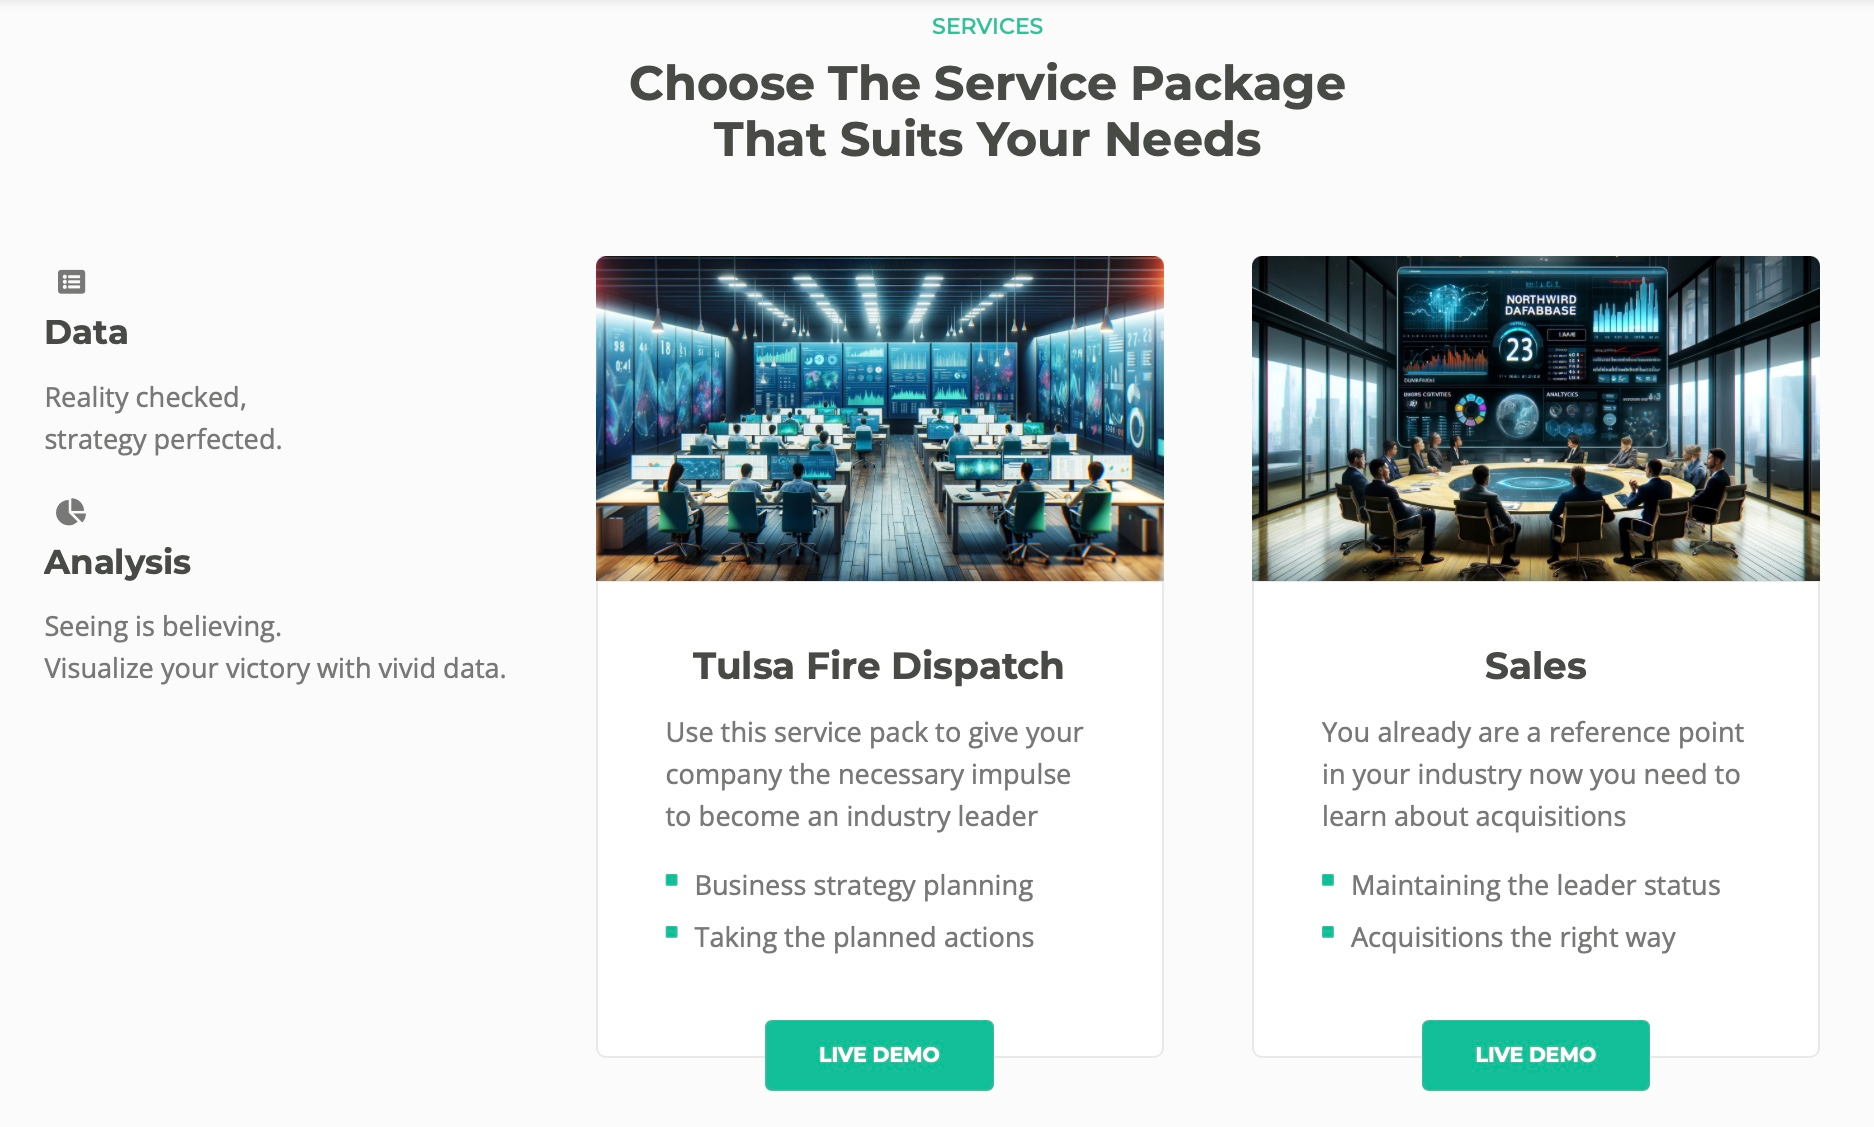 SERVICES
Choose The Service Package
That Suits Your Needs
Data
Reality checked,
strategy perfected.
Analysis
Seeing is believing.
Visualize your victory with vivid data.
NORTHWIRD
DAFABBASE
23
ANALYTICS
Tulsa Fire Dispatch
Use this service pack to give your
company the necessary impulse
to become an industry leader
Business strategy planning
Taking the planned actions
LIVE DEMO
Sales
You already are a reference point
in your industry now you need to
learn about acquisitions
Maintaining the leader status
Acquisitions the right way
LIVE DEMO